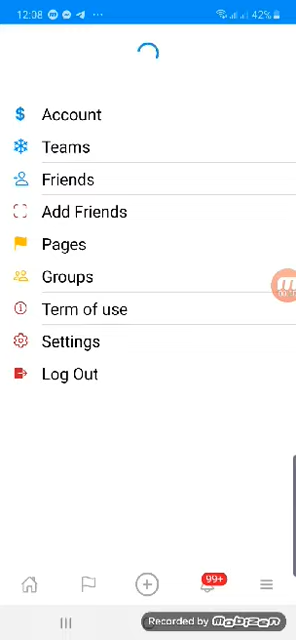 12:08 42%
Account
Teams
Friends
Add Friends
Pages
Groups
Term of use
Settings
Log Out
99+
Recorded by mobizen